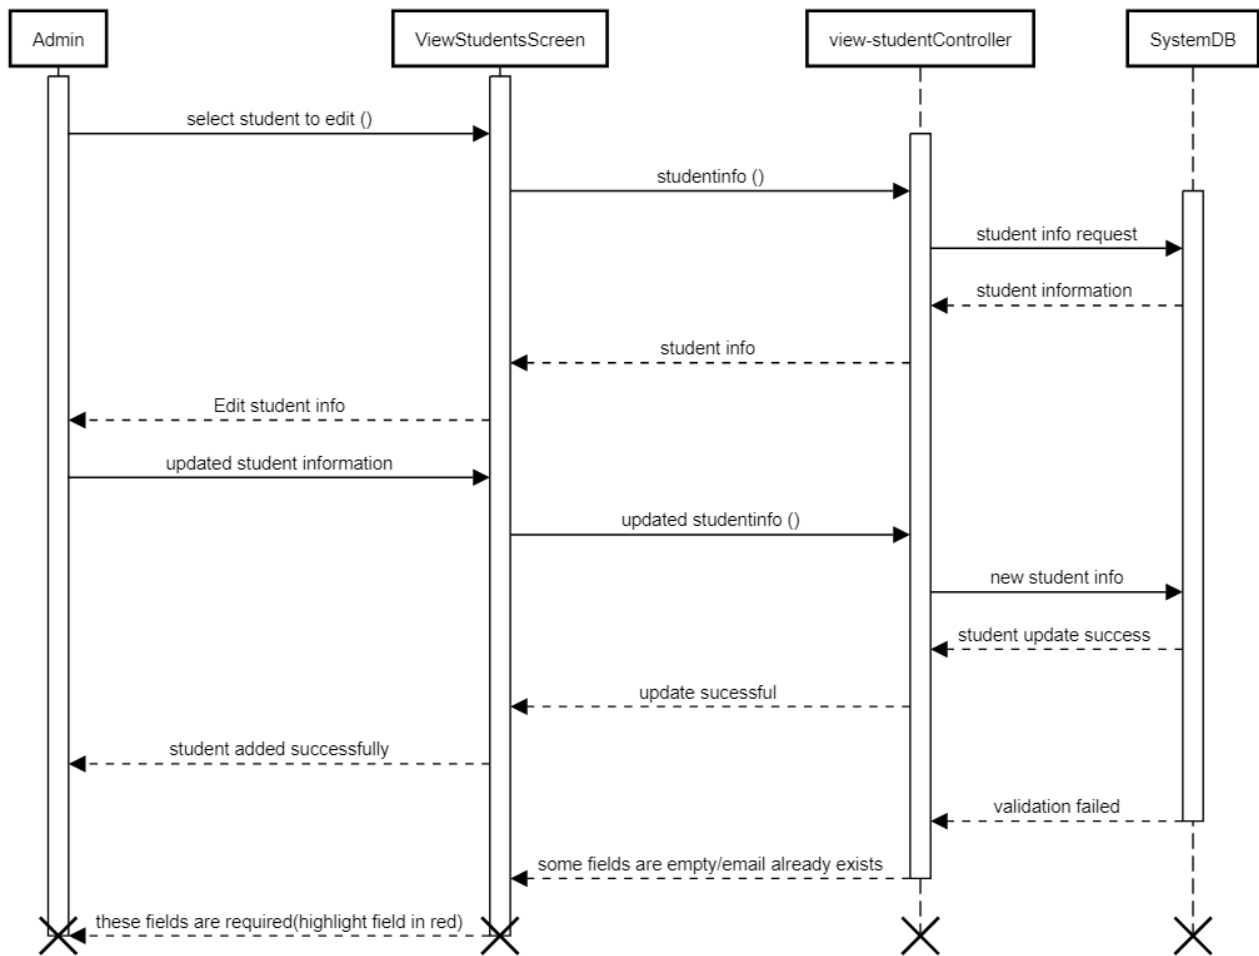 Admin
ViewStudentsScreen
view-studentController
SystemDB
select student to edit ()
studentinfo ()
student info request
student information
student info
Edit student info
updated student information
updated studentinfo ()
new student info
student update success
update sucessful
student added successfully
validation failed
some fields are empty/email already exists
these fields are required(highlight field in red)